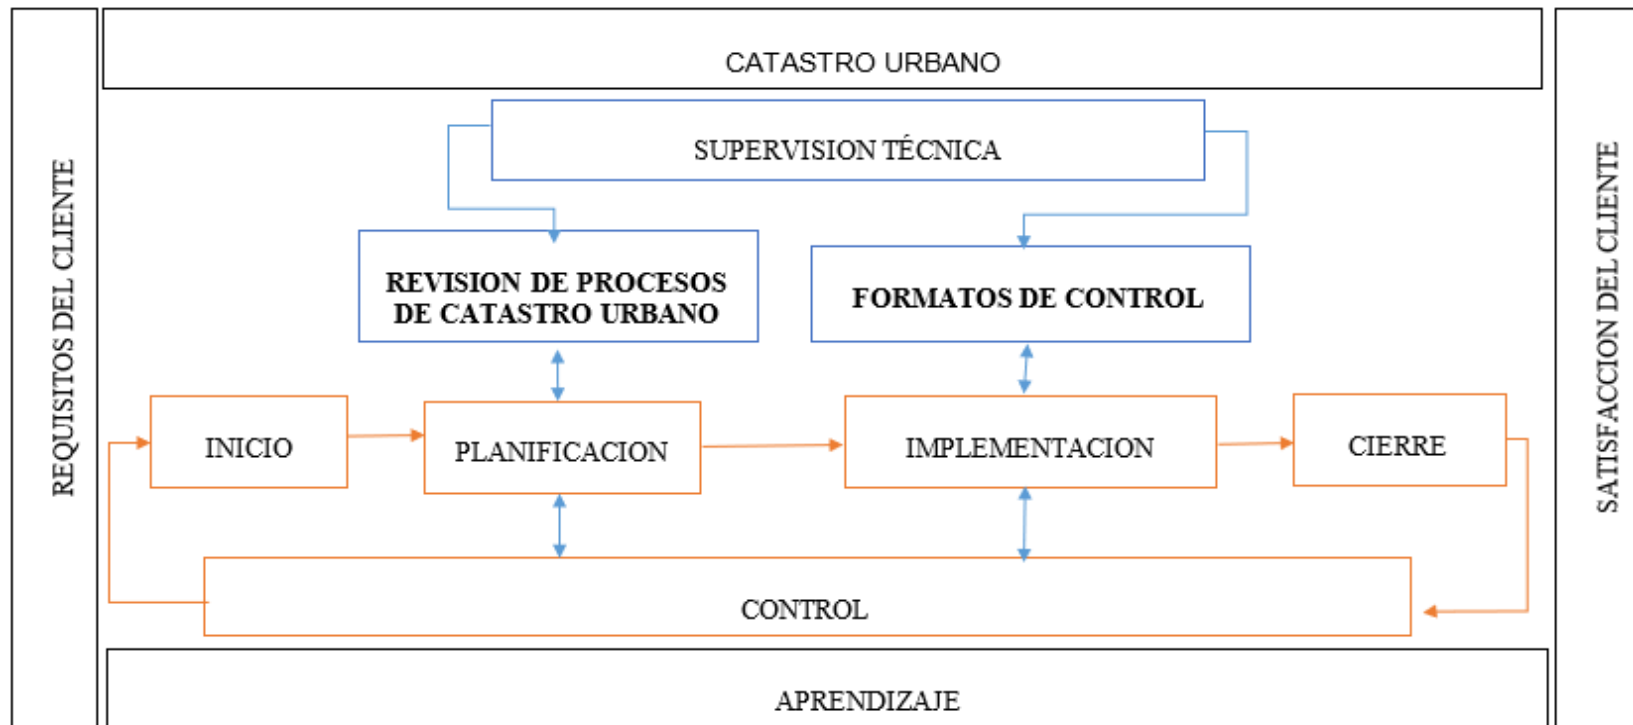 CATASTRO URBANO
SUPERVISION TÉCNICA
REQUISITOS DEL CLIENTE
SATISFACCION DEL CLIENTE
REVISION DE PROCESOS
DE CATASTRO URBANO
FORMATOS DE CONTROL
INICIO
PLANIFICACION
IMPLEMENTACION
CIERRE
CONTROL
APRENDIZAJE